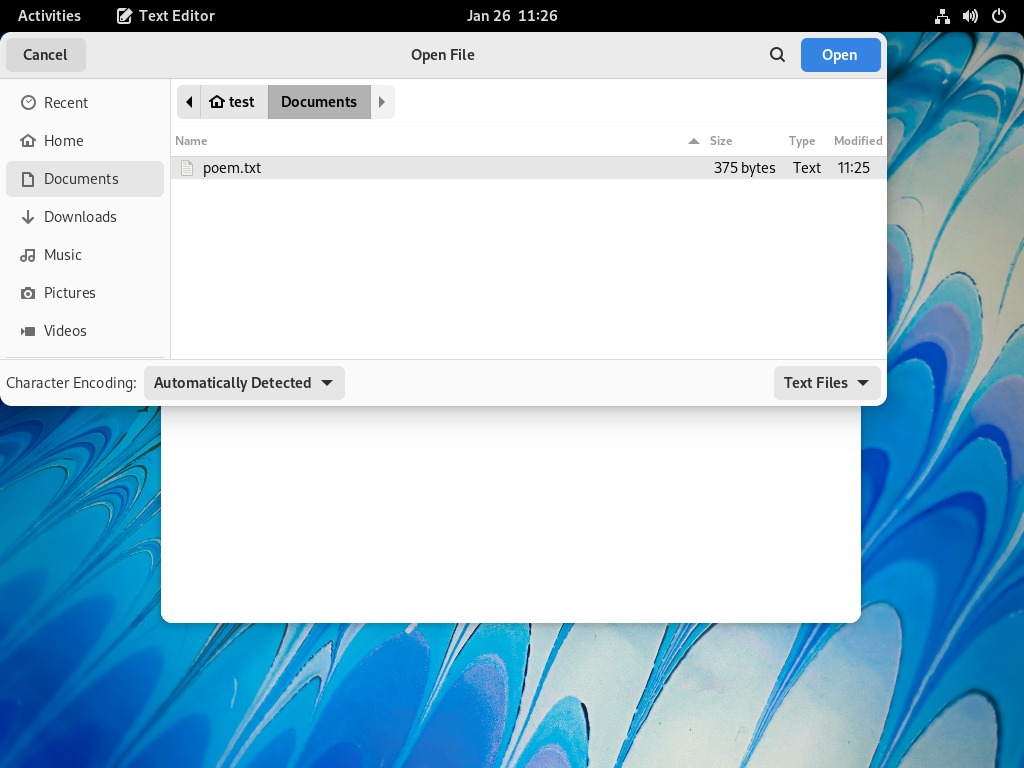 Activities Text Editor Jan 26 11:26
Cancel Open File Open
Recent
Home
Documents
Downloads
Music
Pictures
Videos
test Documents
Name Size Type Modified
poem.txt 375 bytes Text 11:25
Character Encoding: Automatically Detected Text Files